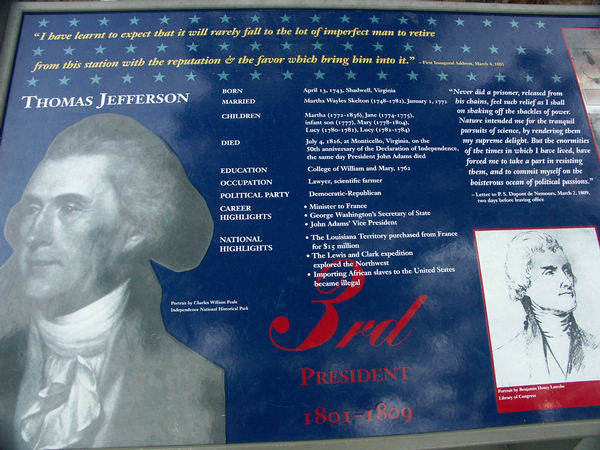 “I have learnt to expect that it will rarely fall to the lot of imperfect man to retire
from this station with the reputation & the favor which bring him into it.” – First Inaugural Address, March 4, 1801
THOMAS JEFFERSON
BORN April 13, 1743, Shadwell, Virginia
MARRIED Martha Wayles Skelton (1748-1782), January 1, 1772
CHILDREN Martha (1772-1836), Jane (1774-1775),
infant son (1777), Mary (1778-1804),
Lucy (1780-1781), Lucy (1782-1784)
DIED July 4, 1826, at Monticello, Virginia, on the
50th anniversary of the Declaration of Independence,
the same day President John Adams died
EDUCATION College of William and Mary, 1762
OCCUPATION Lawyer, scientific farmer
POLITICAL PARTY Democratic-Republican
CAREER
HIGHLIGHTS
• Minister to France
• George Washington’s Secretary of State
• John Adams’ Vice President
NATIONAL
HIGHLIGHTS
• The Louisiana Territory purchased from France
for $15 million
• The Lewis and Clark expedition
explored the Northwest
• Importing African slaves to the United States
became illegal
3rd
PRESIDENT
1801-1809
Portrait by Charles Willson Peale
Independence National Historical Park
“Never did a prisoner, released from
his chains, feel such relief as I shall
on shaking off the shackles of power.
Nature intended me for the tranquil
pursuits of science, by rendering them
my supreme delight. But the enormities
of the times in which I have lived, have
forced me to take a part in resisting
them, and to commit myself on the
boisterous ocean of political passions.”
– Letter to P. S. Dupont de Nemours, March 2, 1809,
two days before leaving office
Portrait by Benjamin Henry Latrobe
Library of Congress